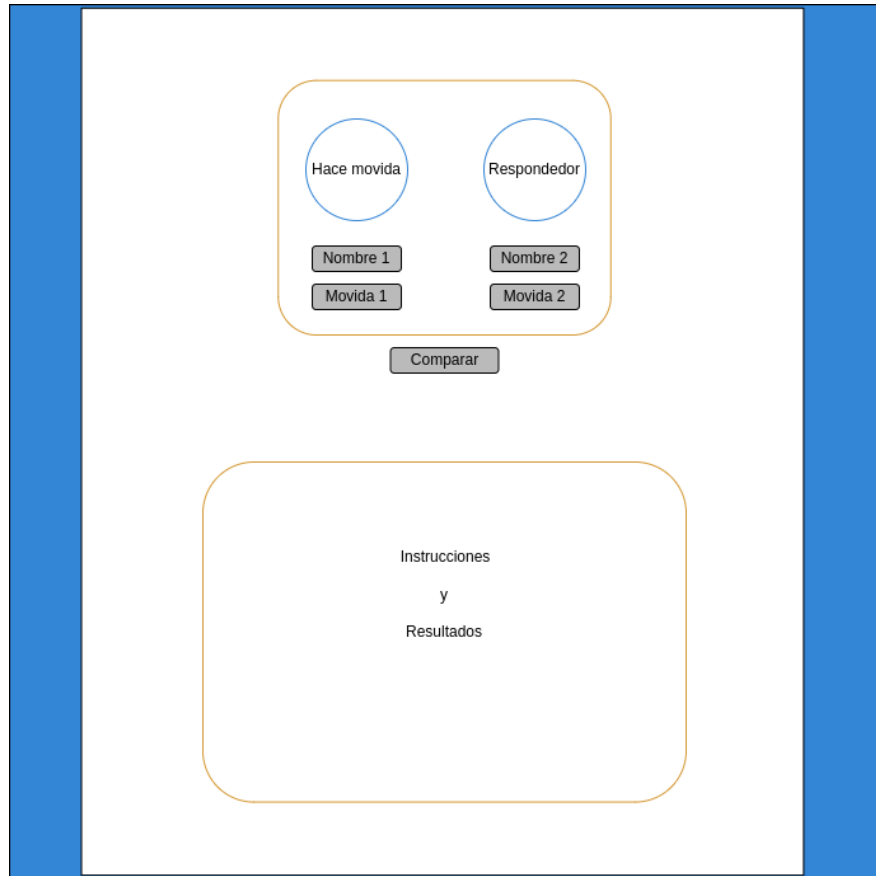 Hace movida
Respondedor
Nombre 1
Nombre 2
Movida 1
Movida 2
Comparar
Instrucciones
y
Resultados